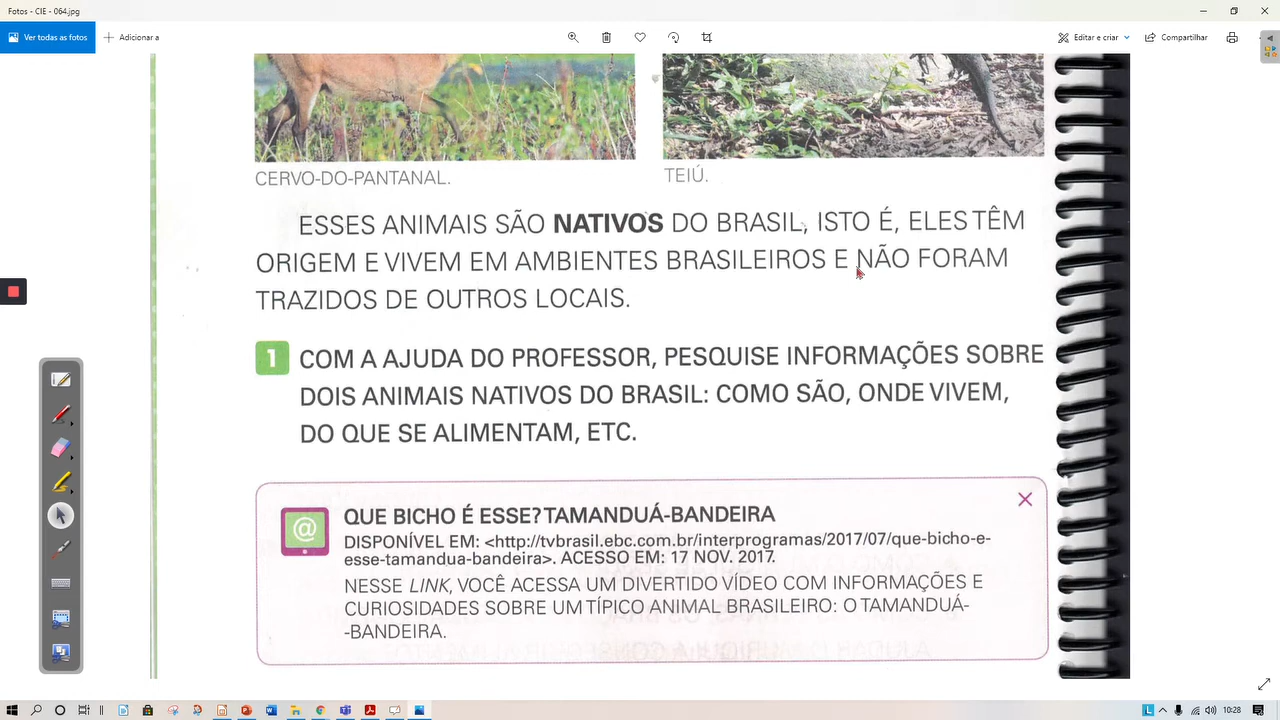 Fotos - CIE - 064.jpg
Ver todas as fotos
Adicionar a
Editar e criar
Compartilhar
CERVO-DO-PANTANAL.
TEIÚ.
ESSES ANIMAIS SÃO NATIVOS DO BRASIL, ISTO É, ELES TÊM
ORIGEM E VIVEM EM AMBIENTES BRASILEIROS E NÃO FORAM
TRAZIDOS DE OUTROS LOCAIS.
1 COM A AJUDA DO PROFESSOR, PESQUISE INFORMAÇÕES SOBRE
DOIS ANIMAIS NATIVOS DO BRASIL: COMO SÃO, ONDE VIVEM,
DO QUE SE ALIMENTAM, ETC.
@
QUE BICHO É ESSE? TAMANDUÁ-BANDEIRA
DISPONÍVEL EM: <http://tvbrasil.ebc.com.br/interprogramas/2017/07/que-bicho-e-
esse-tamandua-bandeira>. ACESSO EM: 17 NOV. 2017.
NESSE LINK, VOCÊ ACESSA UM DIVERTIDO VÍDEO COM INFORMAÇÕES E
CURIOSIDADES SOBRE UM TÍPICO ANIMAL BRASILEIRO: O TAMANDUÁ-
-BANDEIRA.
10:28